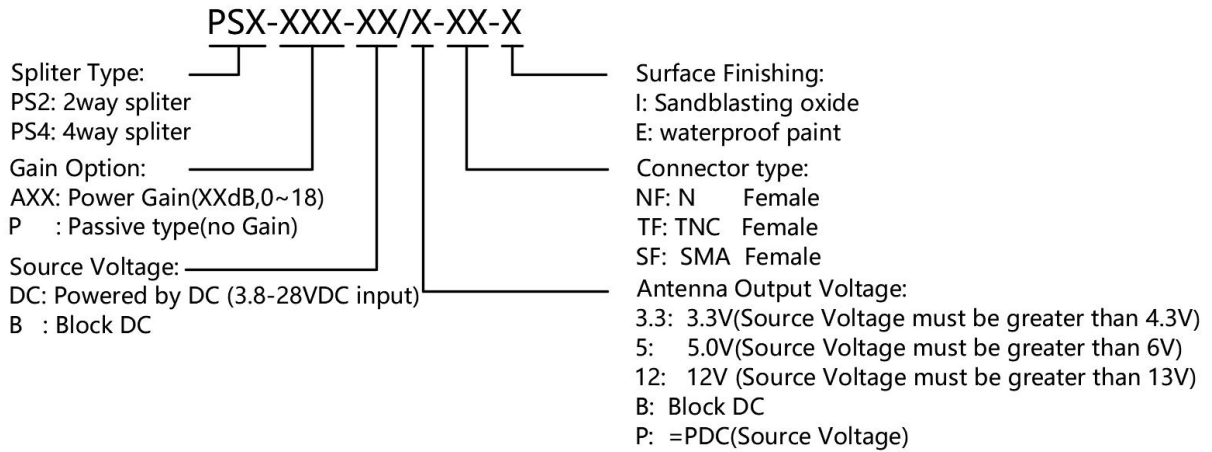 PSX-XXX-XX/X-XX-X
Spliter Type:
PS2: 2way spliter
PS4: 4way spliter
Gain Option:
AXX: Power Gain(XXdB,0~18)
P : Passive type(no Gain)
Source Voltage:
DC: Powered by DC (3.8-28VDC input)
B : Block DC
Surface Finishing:
I: Sandblasting oxide
E: waterproof paint
Connector type:
NF: N Female
TF: TNC Female
SF: SMA Female
Antenna Output Voltage:
3.3: 3.3V(Source Voltage must be greater than 4.3V)
5: 5.0V(Source Voltage must be greater than 6V)
12: 12V (Source Voltage must be greater than 13V)
B: Block DC
P: =PDC(Source Voltage)